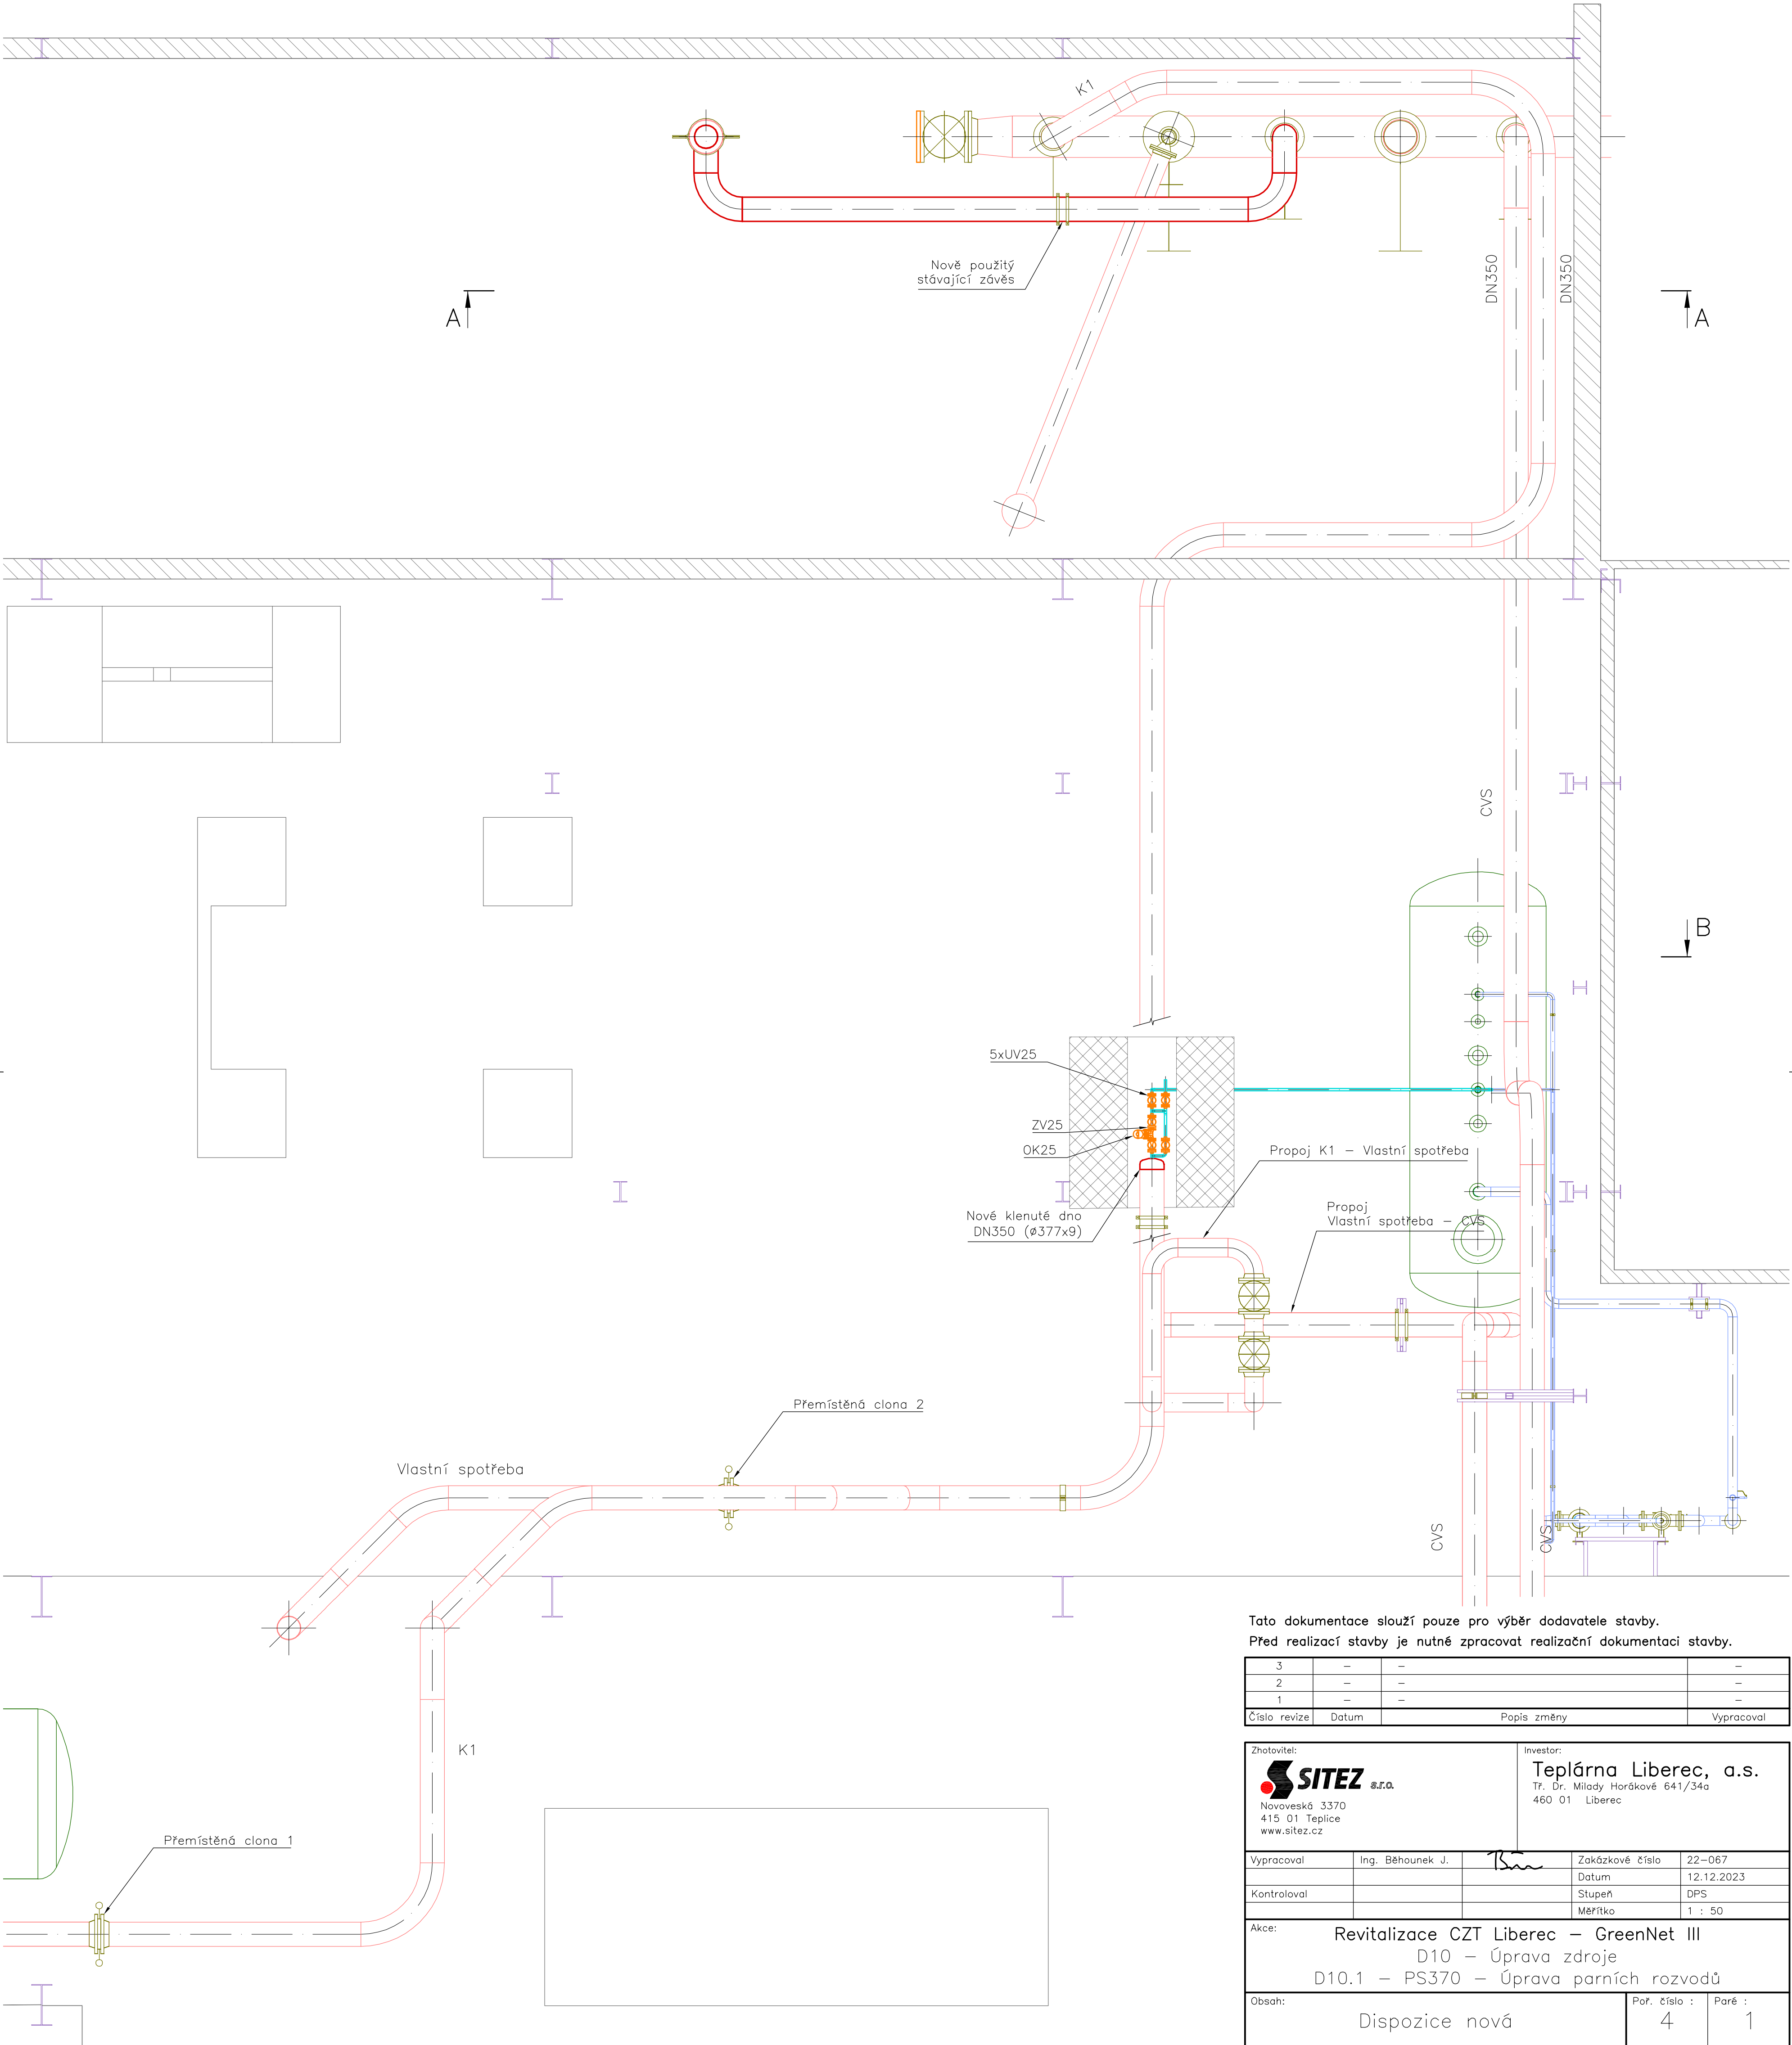 K1
Nově použitý
stávající závěs
DN350
DN350
A
A
CVS
B
5xUV25
ZV25
OK25
Propoj K1 – Vlastní spotřeba
Nové klenuté dno
DN350 (ø377x9)
Propoj
Vlastní spotřeba – CVS
Přemístěná clona 2
Vlastní spotřeba
CVS
CVS
K1
Přemístěná clona 1
Tato dokumentace slouží pouze pro výběr dodavatele stavby.
Před realizací stavby je nutné zpracovat realizační dokumentaci stavby.
3 – – –
2 – – –
1 – – –
Číslo revize Datum Popis změny Vypracoval
Zhotovitel:
SITEZ s.r.o.
Novoveská 3370
415 01 Teplice
www.sitez.cz
Investor:
Teplárna Liberec, a.s.
Tř. Dr. Milady Horákové 641/34a
460 01 Liberec
Vypracoval Ing. Běhounek J. Zakázkové číslo 22–067
Datum 12.12.2023
Kontroloval Stupeň DPS
Měřítko 1 : 50
Akce:
Revitalizace CZT Liberec – GreenNet III
D10 – Úprava zdroje
D10.1 – PS370 – Úprava parních rozvodů
Obsah:
Dispozice nová
Poř. číslo :
4
Paré :
1